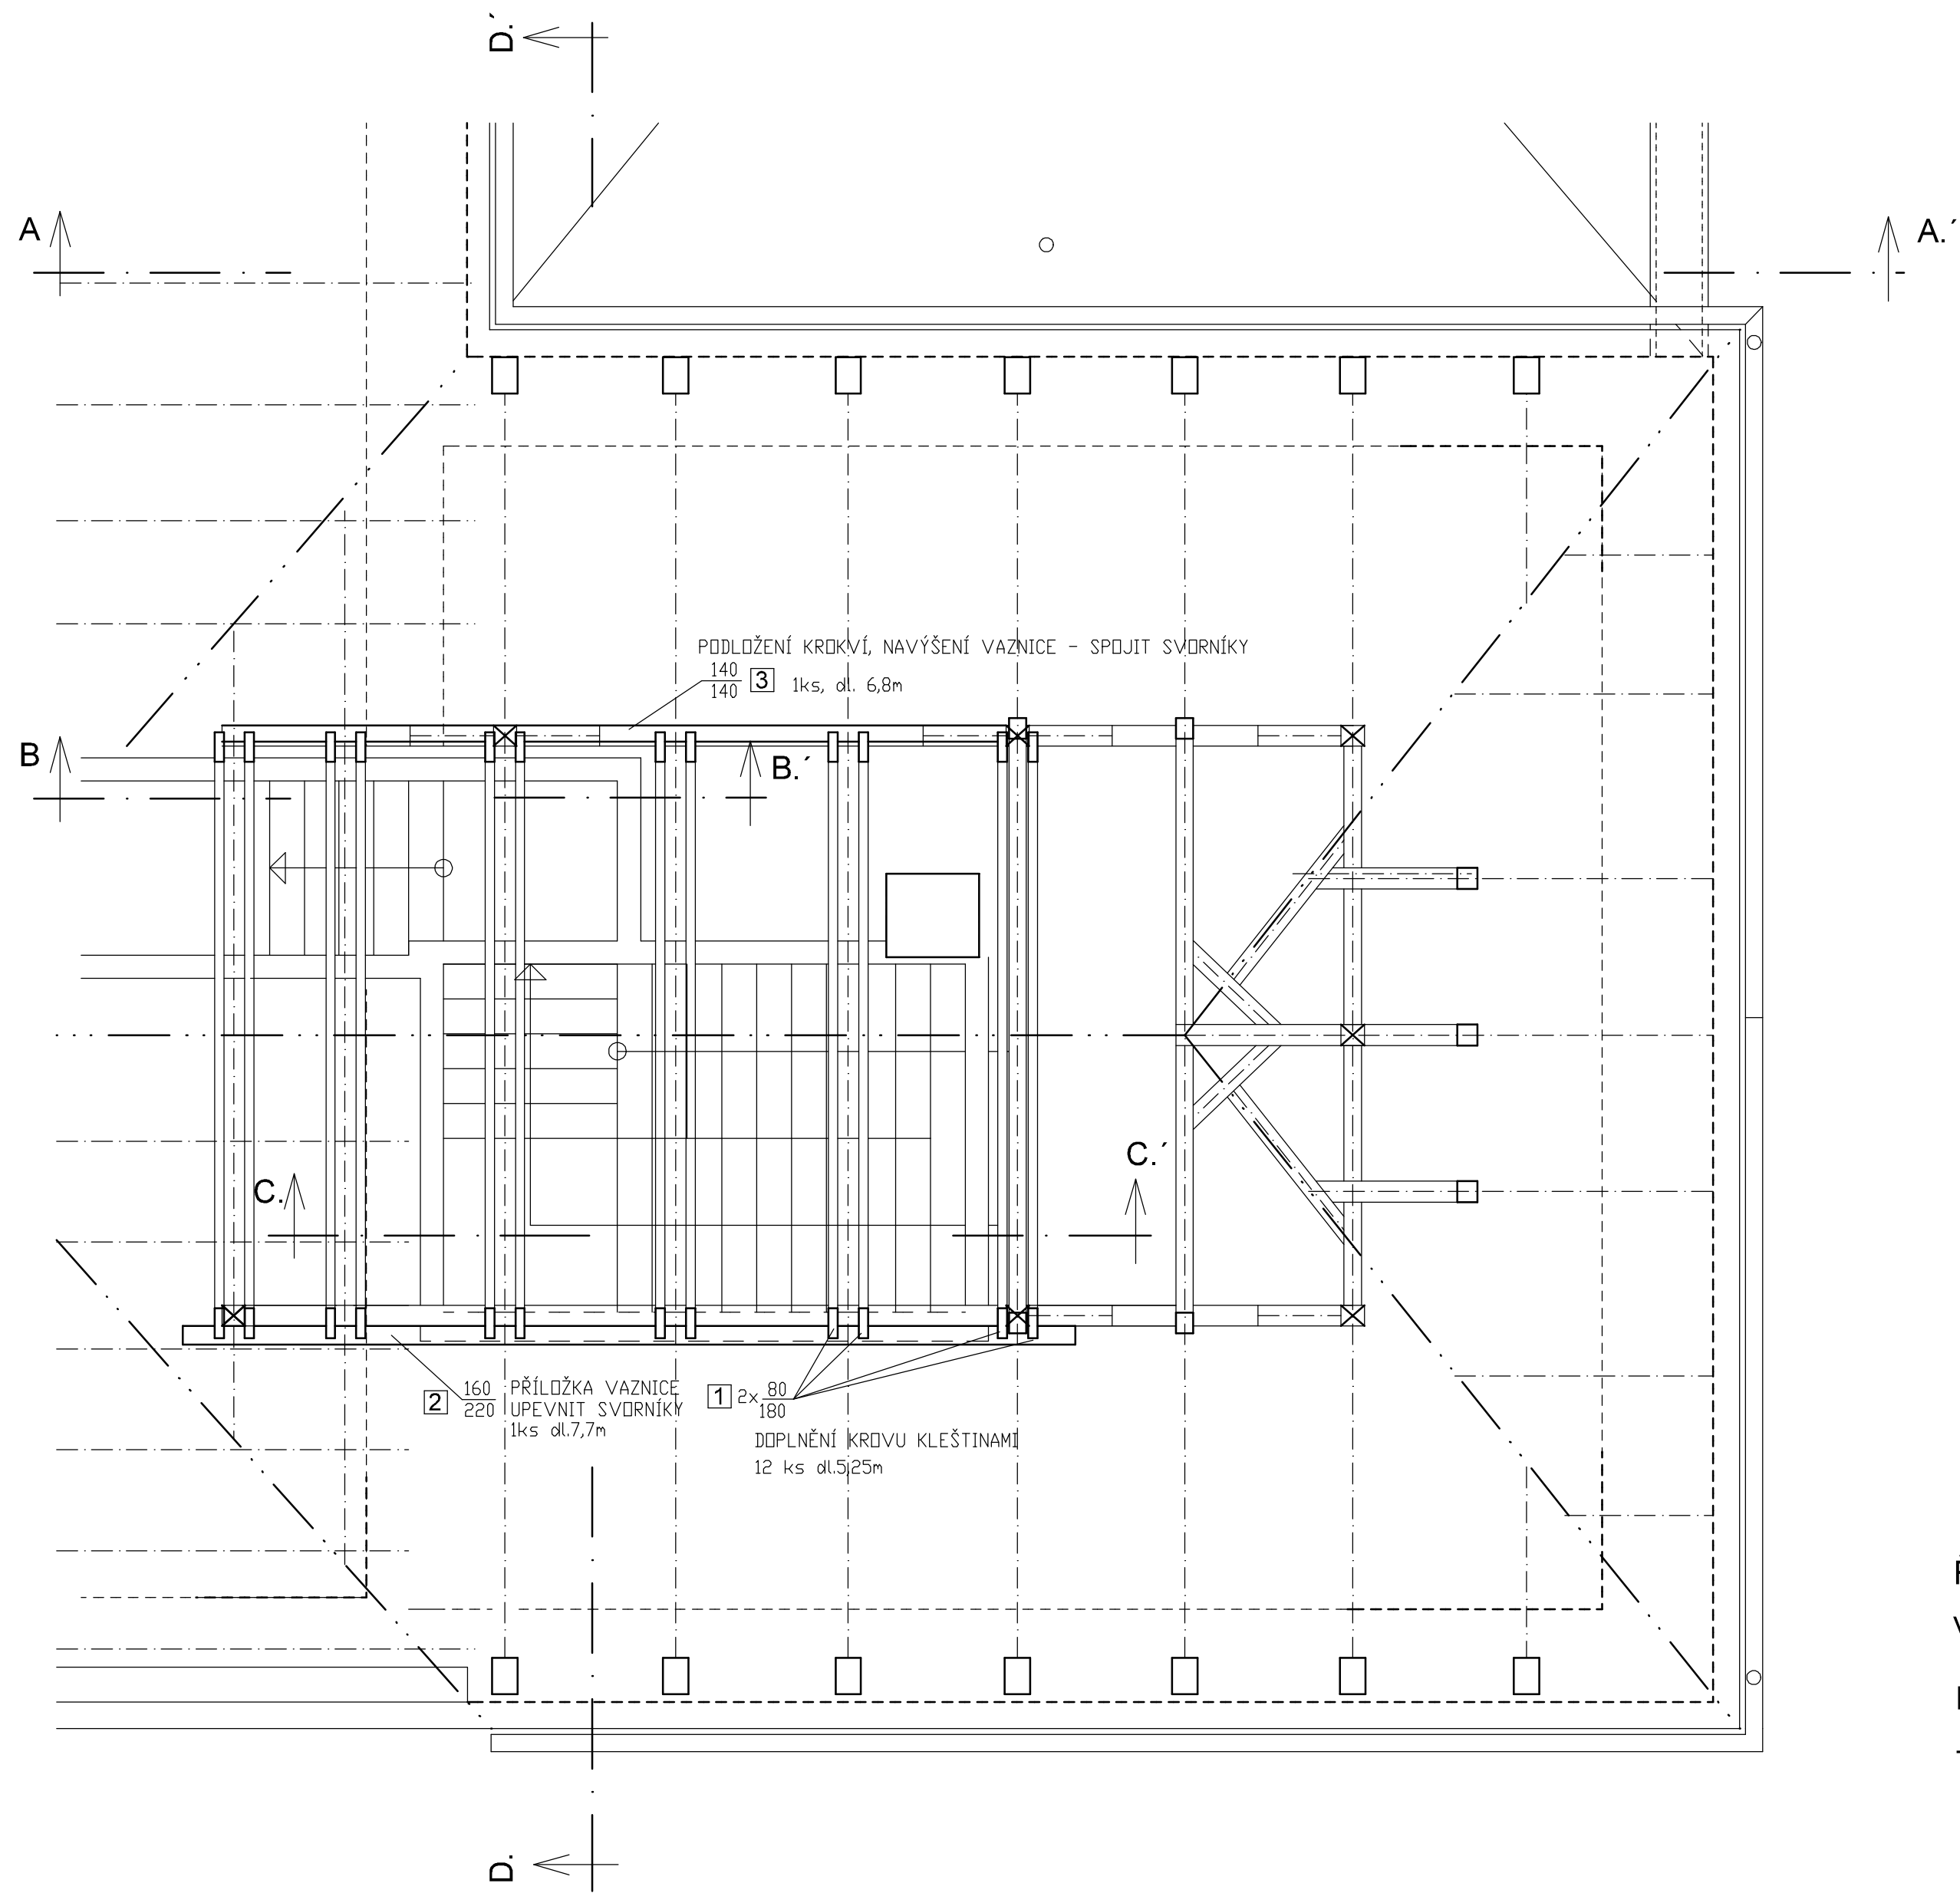 D.´
A
A.´
PODLOŽENÍ KROKVÍ, NAVÝŠENÍ VAZNICE - SPOJIT SVORNÍKY
140
140
3
1ks, dl. 6,8m
B
B.´
C.
C.´
2
160
220
PŘÍLOŽKA VAZNICE
UPEVNIT SVORNÍKY
1ks dl.7,7m
1
2x
80
180
DOPLNĚNÍ KROVU KLEŠTINAMI
12 ks dl.5,25m
D.